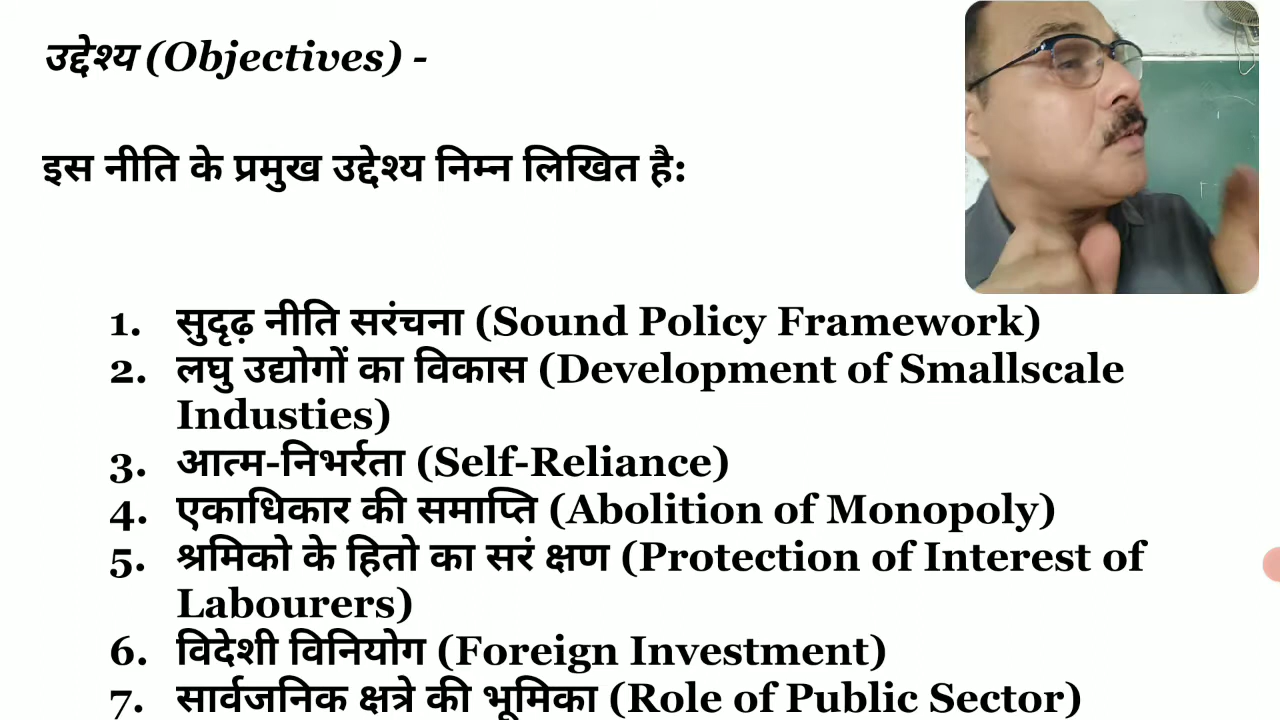 उद्देश्य (Objectives) -
इस नीति के प्रमुख उद्देश्य निम्न लिखित है:
1. सुदृढ़ नीति सरंचना (Sound Policy Framework)
2. लघु उद्योगों का विकास (Development of Smallscale
Industies)
3. आत्म-निभर्रता (Self-Reliance)
4. एकाधिकार की समाप्ति (Abolition of Monopoly)
5. श्रमिको के हितो का सरं क्षण (Protection of Interest of
Labourers)
6. विदेशी विनियोग (Foreign Investment)
7. सार्वजनिक क्षत्रे की भूमिका (Role of Public Sector)